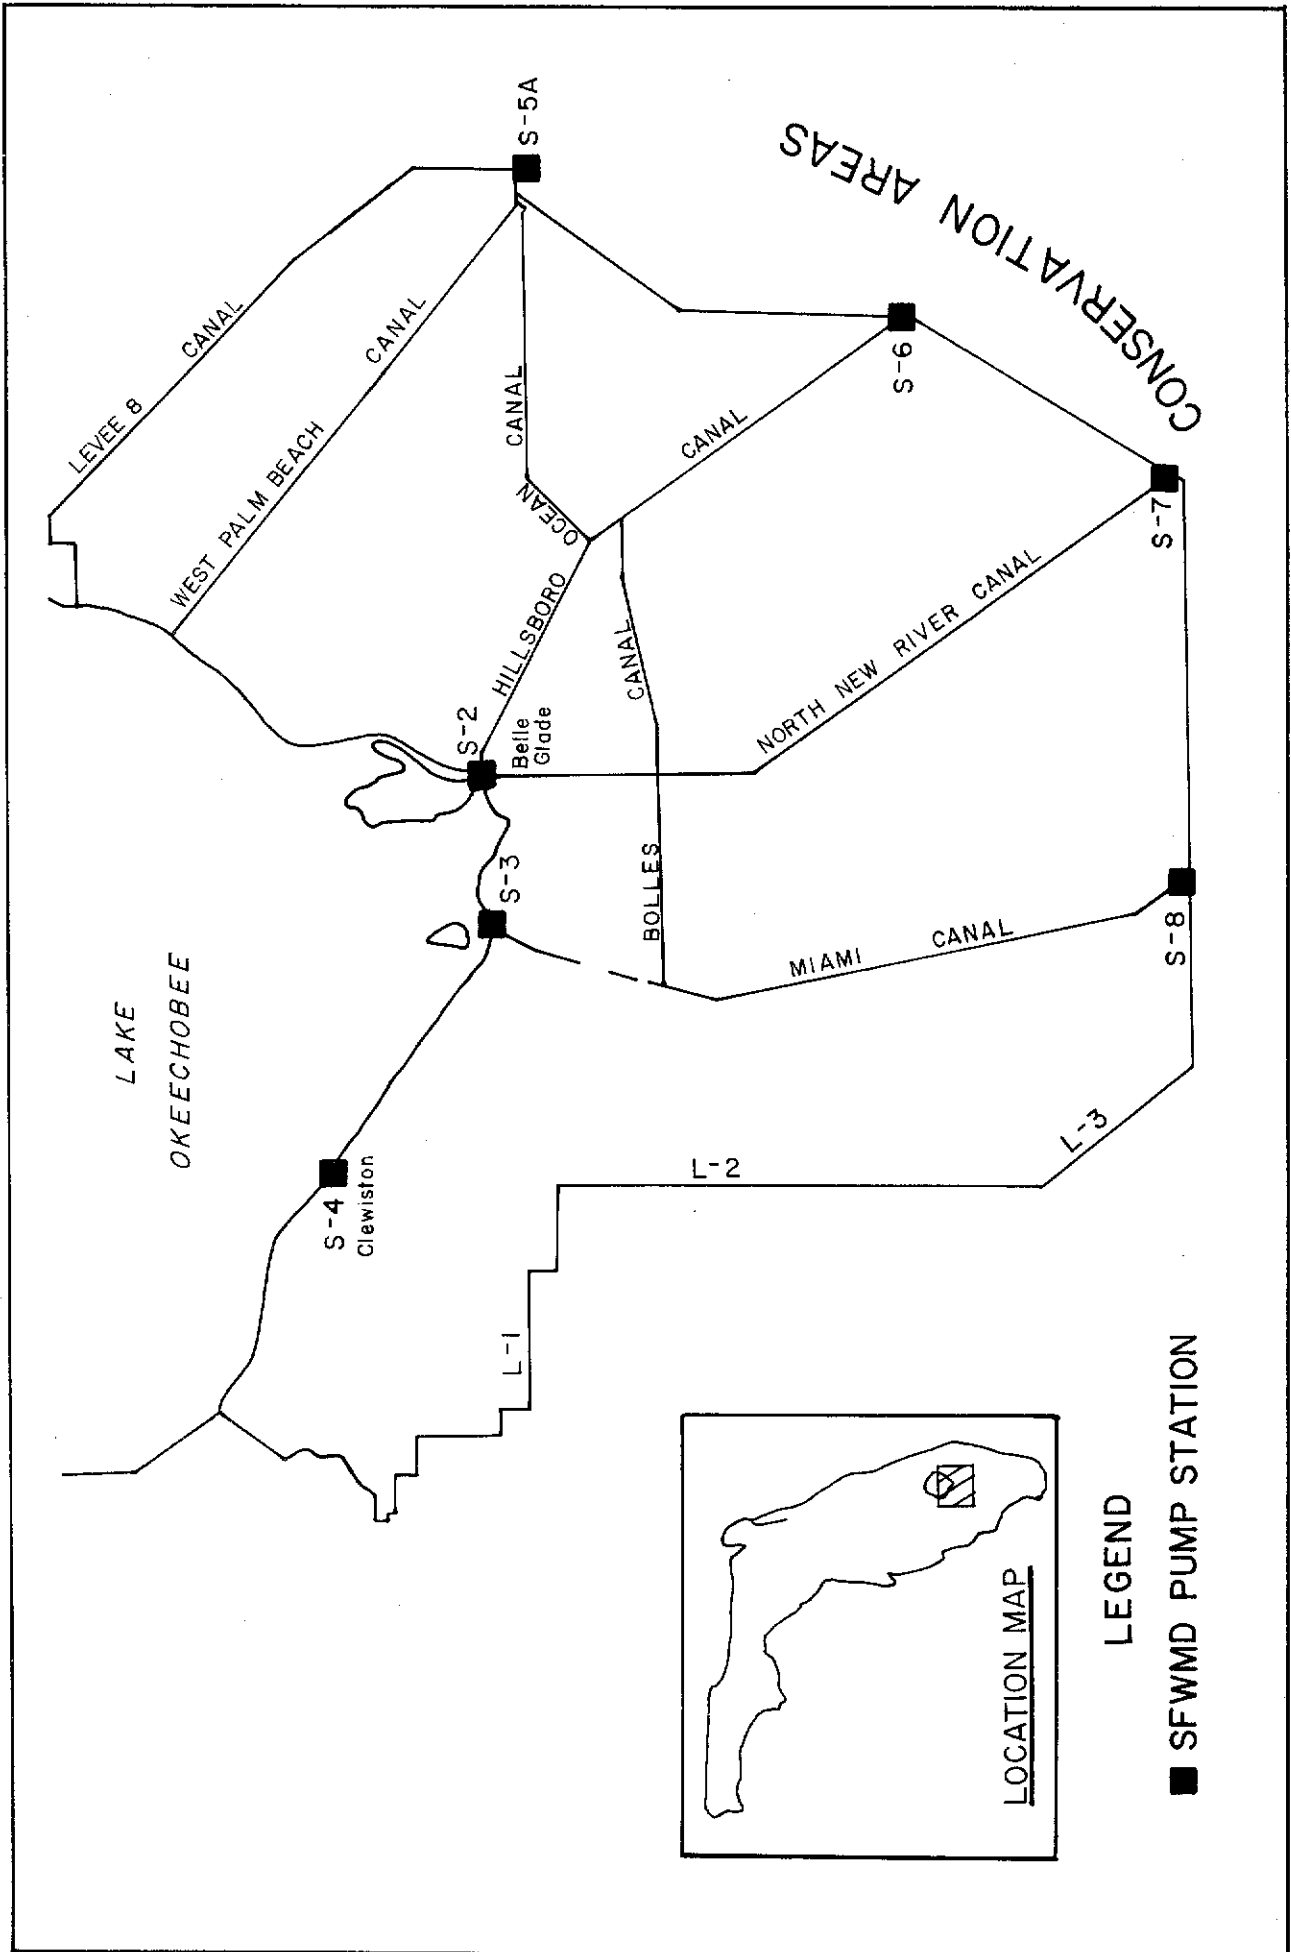 LAKE
OKEECHOBEE
LEVEE 8 CANAL
WEST PALM BEACH CANAL
S-5A
OCEAN CANAL
HILLSBORO CANAL
S-2
Belle
Glade
S-3
S-4
Clewiston
BOLLES CANAL
NORTH NEW RIVER CANAL
MIAMI CANAL
S-6
S-7
S-8
CONSERVATION AREAS
L-1
L-2
L-3
LOCATION MAP
LEGEND
SFWMD PUMP STATION